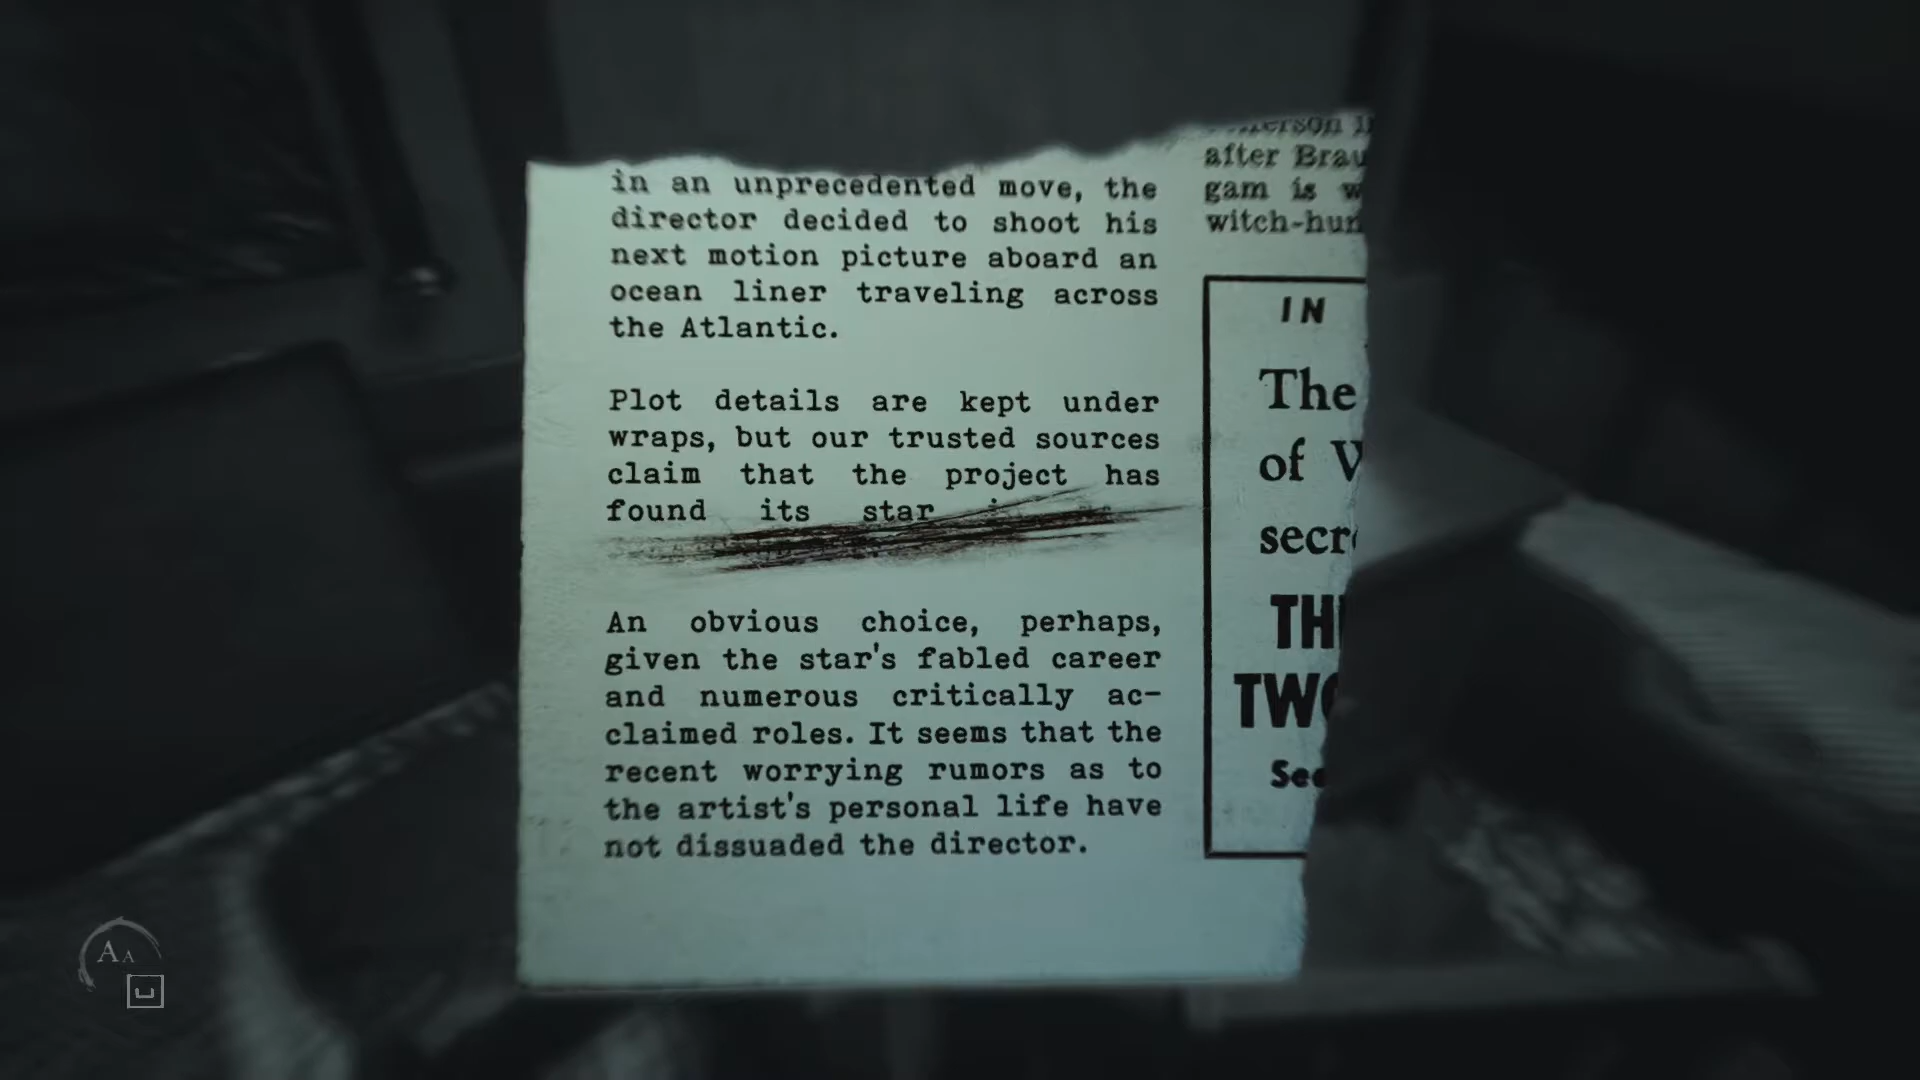 in an unprecedented move, the
director decided to shoot his
next motion picture aboard an
ocean liner traveling across
the Atlantic.
Plot details are kept under
wraps, but our trusted sources
claim that the project has
found its star
An obvious choice, perhaps,
given the star's fabled career
and numerous critically ac-
claimed roles. It seems that the
recent worrying rumors as to
the artist's personal life have
not dissuaded the director.
after Brau
gam is w
witch-hun
IN
The
of
secr
TH
TWO
See
AA